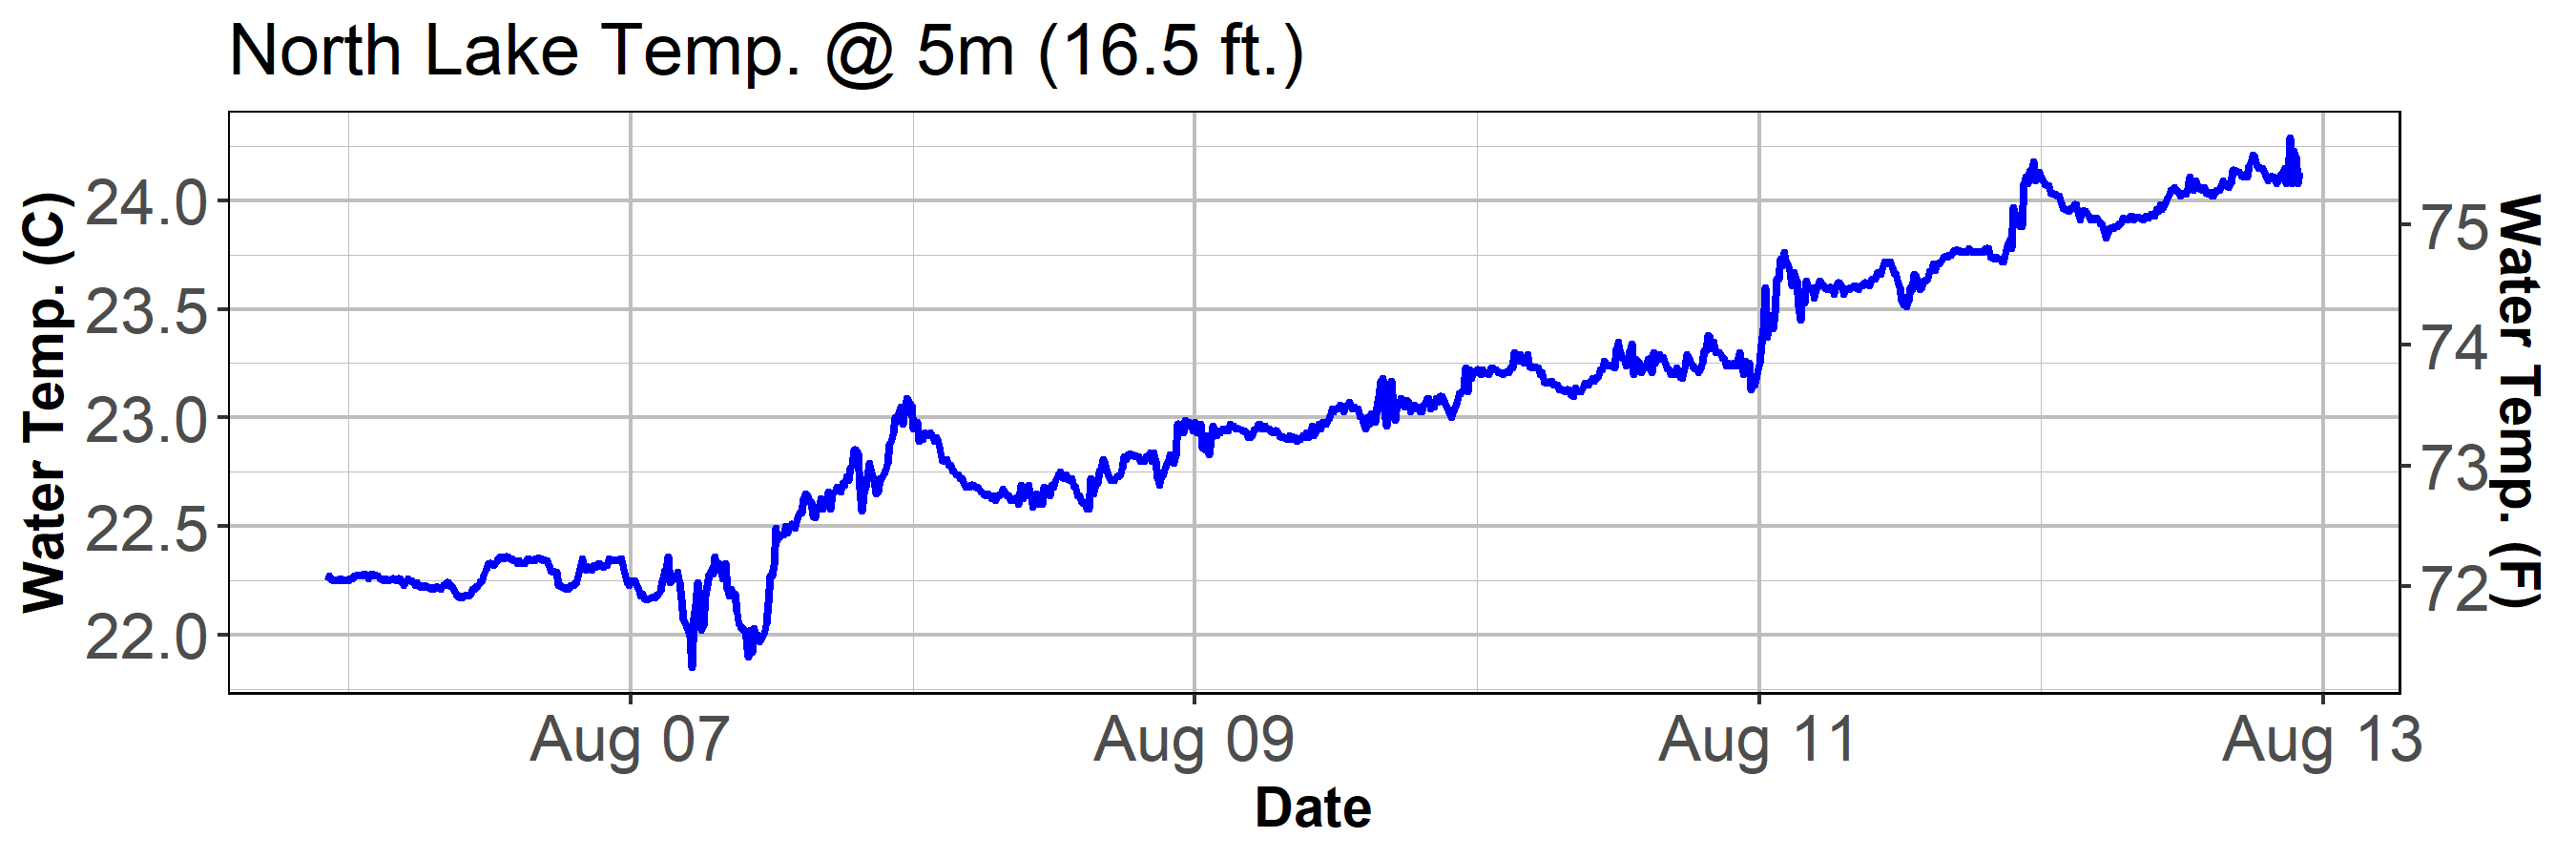 North Lake Temp. @ 5m (16.5 ft.)
Water Temp. (C)
24.0
23.5
23.0
22.5
22.0
75
74
73
72
Water Temp. (F)
Aug 07 Aug 09 Aug 11 Aug 13
Date